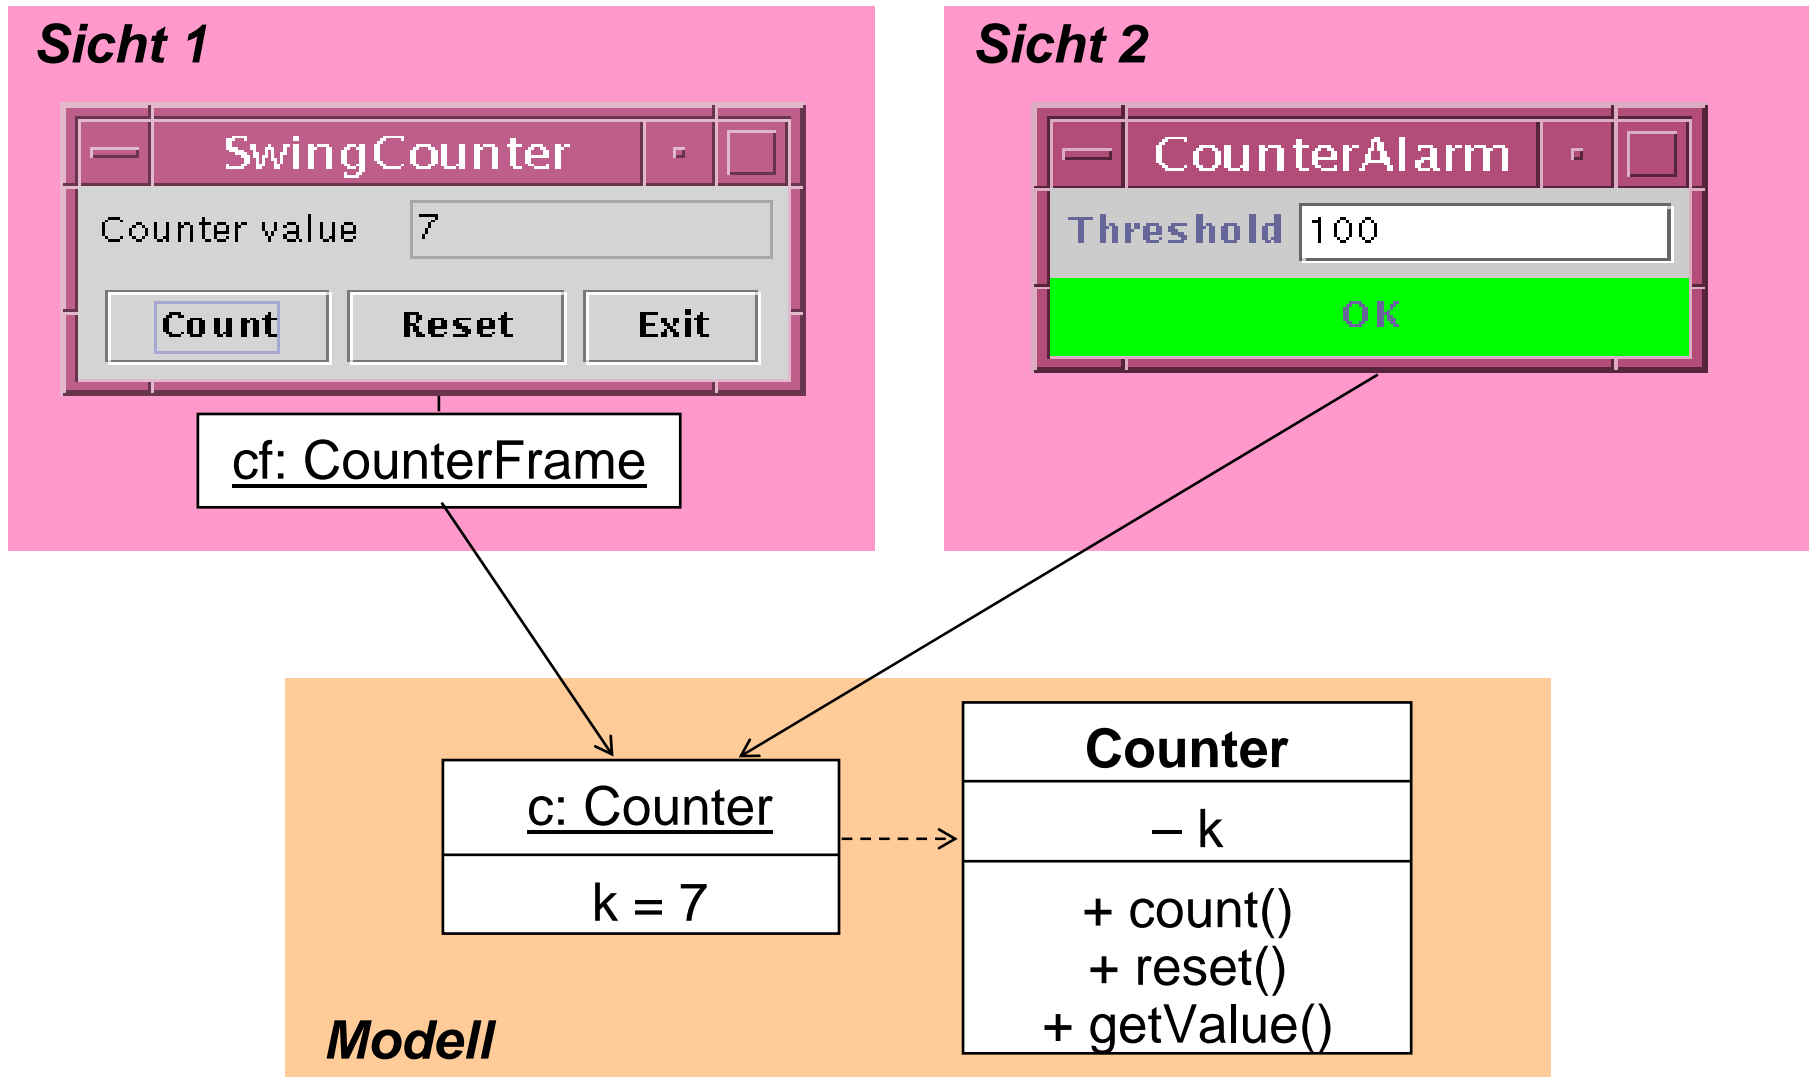 Sicht 1
SwingCounter
Counter value 7
Count Reset Exit
cf: CounterFrame
Sicht 2
CounterAlarm
Threshold 100
OK
c: Counter
k = 7
Counter
– k
+ count()
+ reset()
+ getValue()
Modell